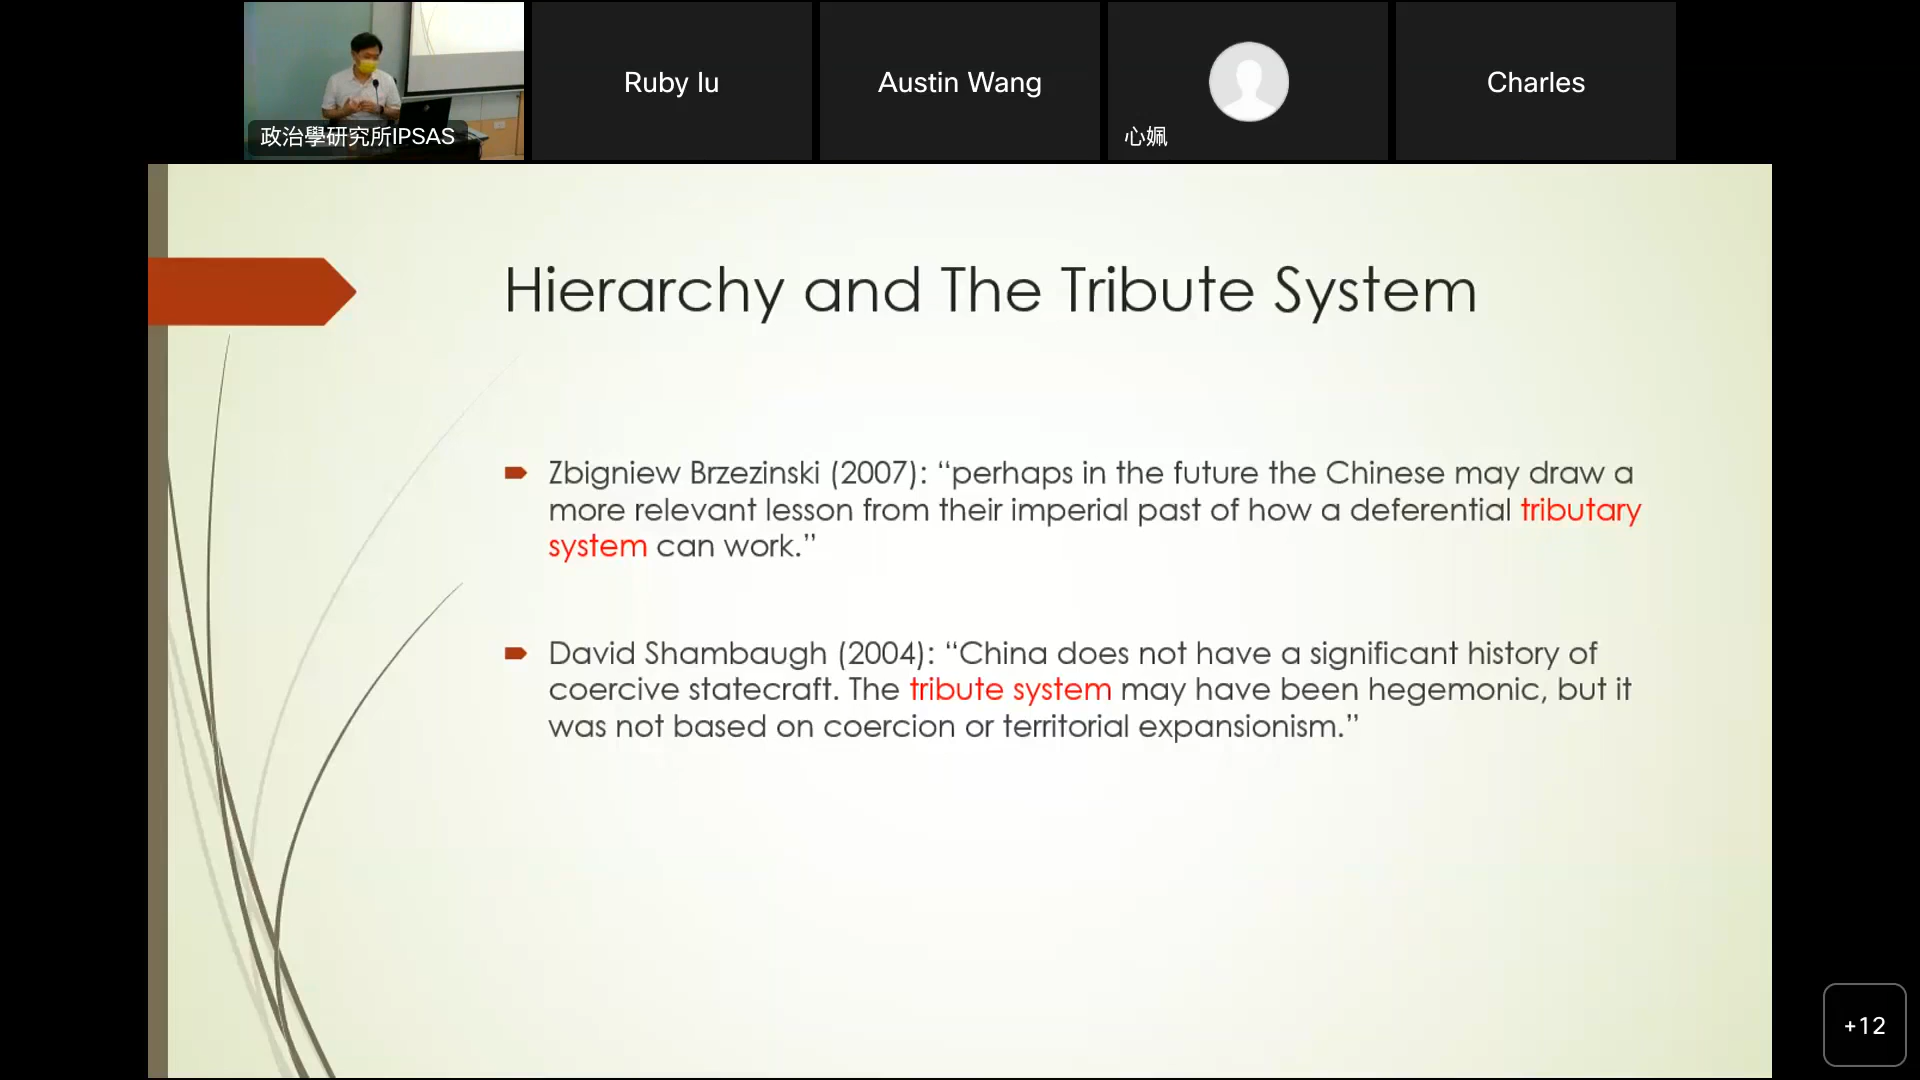 政治學研究所IPSAS
Ruby lu
Austin Wang
心姵
Charles
Hierarchy and The Tribute System
Zbigniew Brzezinski (2007): “perhaps in the future the Chinese may draw a
more relevant lesson from their imperial past of how a deferential tributary
system can work.”
David Shambaugh (2004): “China does not have a significant history of
coercive statecraft. The tribute system may have been hegemonic, but it
was not based on coercion or territorial expansionism.”
+12